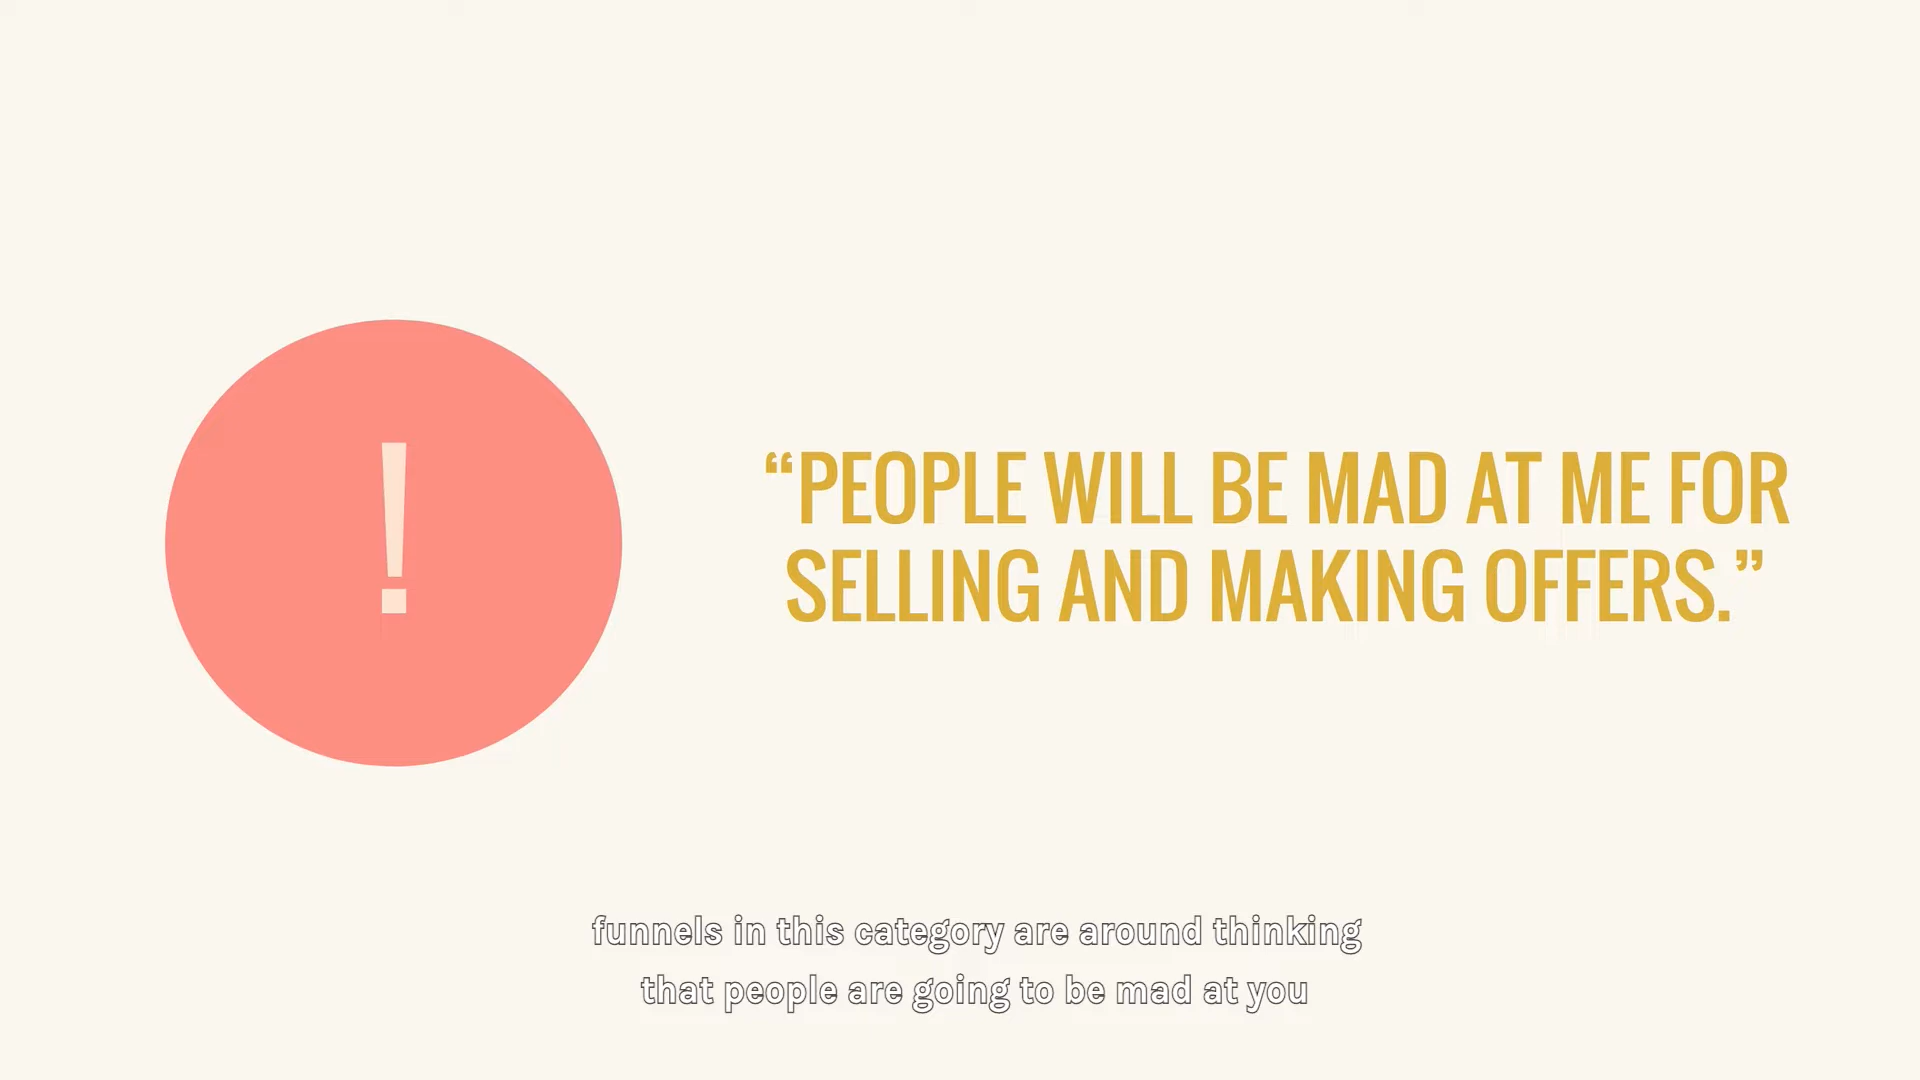 !
“PEOPLE WILL BE MAD AT ME FOR
SELLING AND MAKING OFFERS.”
funnels in this category are around thinking
that people are going to be mad at you